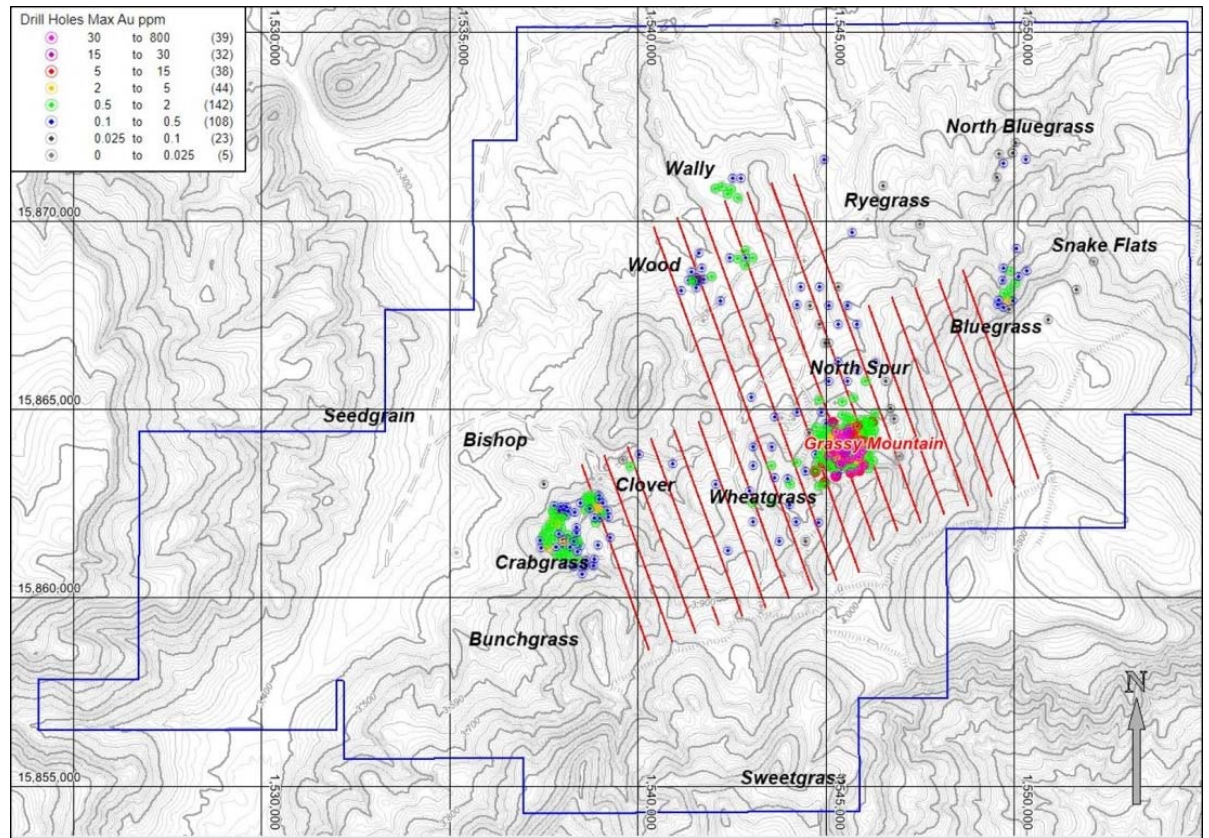 Drill Holes Max Au ppm
30 to 800 (39)
15 to 30 (32)
5 to 15 (38)
2 to 5 (44)
0.5 to 2 (142)
0.1 to 0.5 (108)
0.025 to 0.1 (23)
0 to 0.025 (5)
1,530,000
1,535,000
1,540,000
1,545,000
1,550,000
North Bluegrass
Wally
Ryegrass
15,870,000
Snake Flats
Wood
Bluegrass
North Spur
15,865,000
Seedgrain
Bishop
Grassy Mountain
Clover
Wheatgrass
Crabgrass
15,860,000
Bunchgrass
N
15,855,000
Sweetgrass
1,530,000
1,540,000
1,545,000
1,550,000